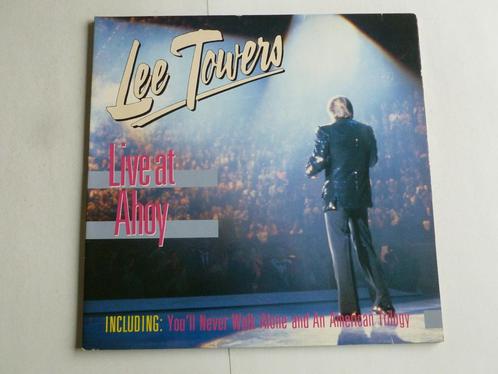 Lee Towers
Live at
Ahoy
INCLUDING: You'll Never Walk Alone and An American Trilogy